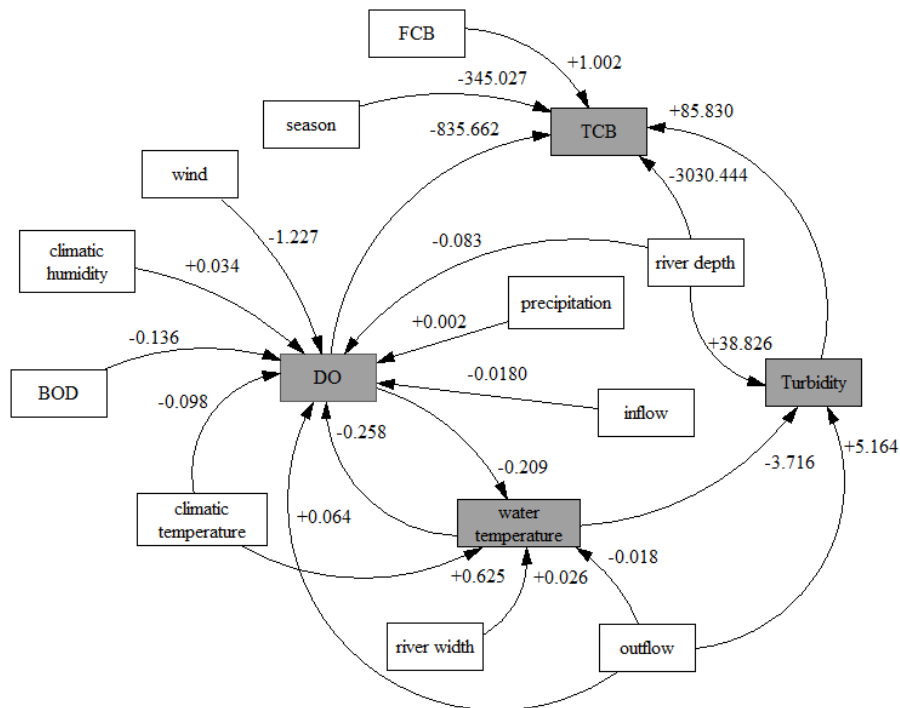 FCB
+1.002
-345.027
+85.830
season
TCB
-835.662
wind
-3030.444
-1.227
-0.083
climatic
humidity
+0.034
river depth
precipitation
+0.002
-0.136
+38.826
DO
-0.0180
Turbidity
BOD
-0.098
inflow
-0.258
+5.164
-3.716
-0.209
climatic
temperature
+0.064
water
temperature
-0.018
+0.625
+0.026
river width
outflow